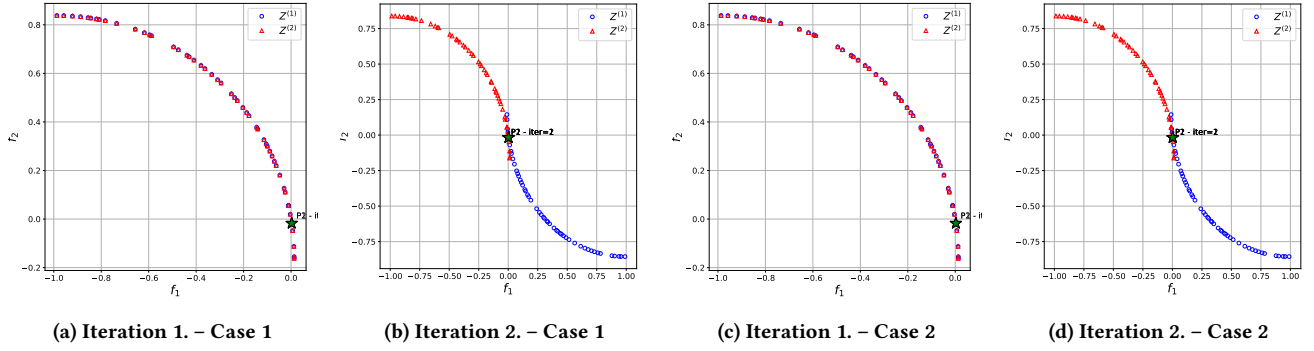 Z(1)
Z(2)
0.8
0.6
0.4
0.2
0.0
−0.2
f2
P2 - it
−1.0 −0.8 −0.6 −0.4 −0.2 0.0
f1
(a) Iteration 1. – Case 1
Z(1)
Z(2)
0.75
0.50
0.25
0.00
−0.25
−0.50
−0.75
f2
P2 - iter=2
−1.00 −0.75 −0.50 −0.25 0.00 0.25 0.50 0.75 1.00
f1
(b) Iteration 2. – Case 1
Z(1)
Z(2)
0.8
0.6
0.4
0.2
0.0
−0.2
f2
P2 - it
−1.0 −0.8 −0.6 −0.4 −0.2 0.0
f1
(c) Iteration 1. – Case 2
Z(1)
Z(2)
0.75
0.50
0.25
0.00
−0.25
−0.50
−0.75
f2
P2 - iter=2
−1.00 −0.75 −0.50 −0.25 0.00 0.25 0.50 0.75 1.00
f1
(d) Iteration 2. – Case 2